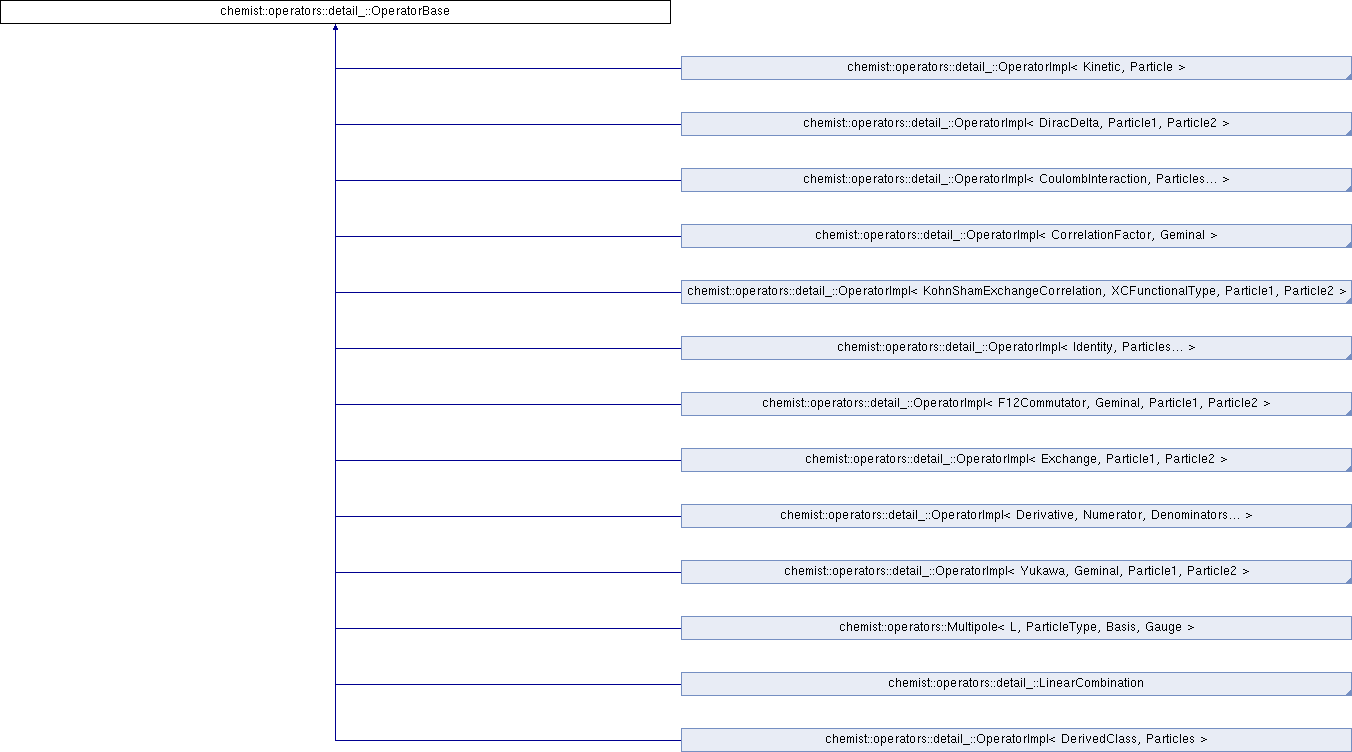 chemist::operators::detail_::OperatorBase
chemist::operators::detail_::OperatorImpl< Kinetic, Particle >
chemist::operators::detail_::OperatorImpl< DiracDelta, Particle1, Particle2 >
chemist::operators::detail_::OperatorImpl< CoulombInteraction, Particles... >
chemist::operators::detail_::OperatorImpl< CorrelationFactor, Geminal >
chemist::operators::detail_::OperatorImpl< KohnShamExchangeCorrelation, XCFunctionalType, Particle1, Particle2 >
chemist::operators::detail_::OperatorImpl< Identity, Particles... >
chemist::operators::detail_::OperatorImpl< F12Commutator, Geminal, Particle1, Particle2 >
chemist::operators::detail_::OperatorImpl< Exchange, Particle1, Particle2 >
chemist::operators::detail_::OperatorImpl< Derivative, Numerator, Denominators... >
chemist::operators::detail_::OperatorImpl< Yukawa, Geminal, Particle1, Particle2 >
chemist::operators::Multipole< L, ParticleType, Basis, Gauge >
chemist::operators::detail_::LinearCombination
chemist::operators::detail_::OperatorImpl< DerivedClass, Particles >